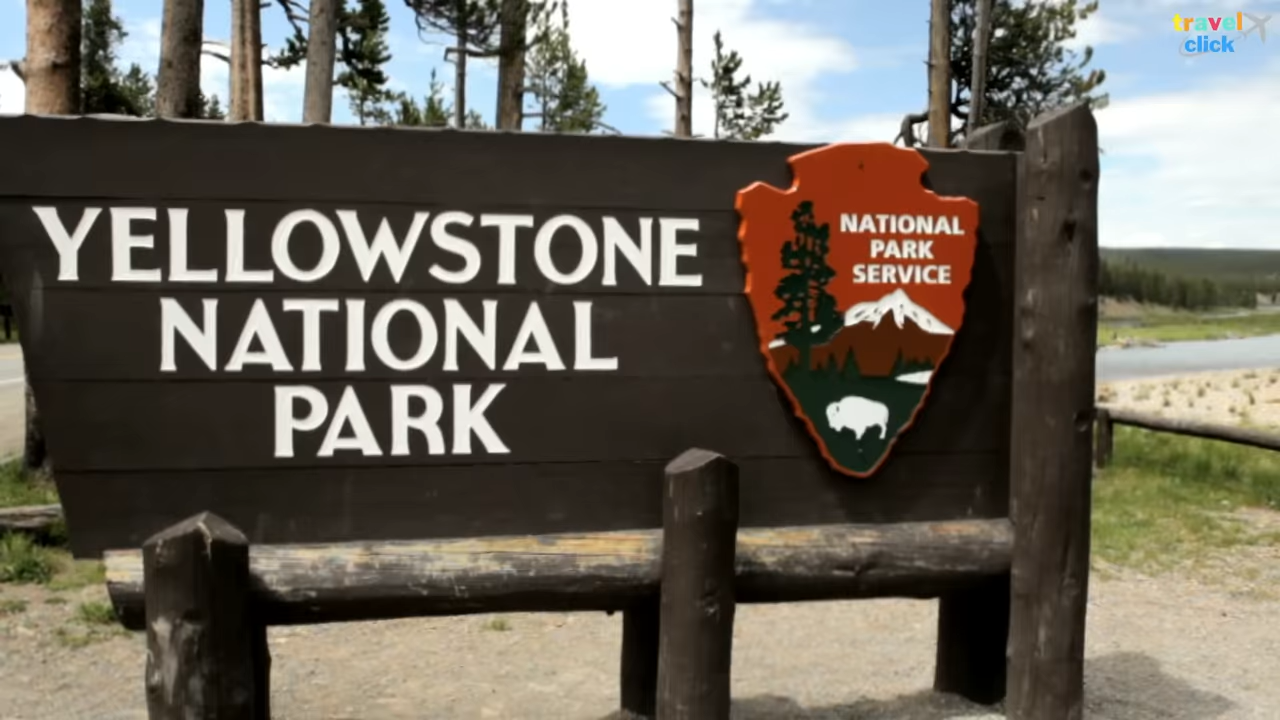 travel
click
YELLOWSTONE
NATIONAL
PARK
NATIONAL
PARK
SERVICE